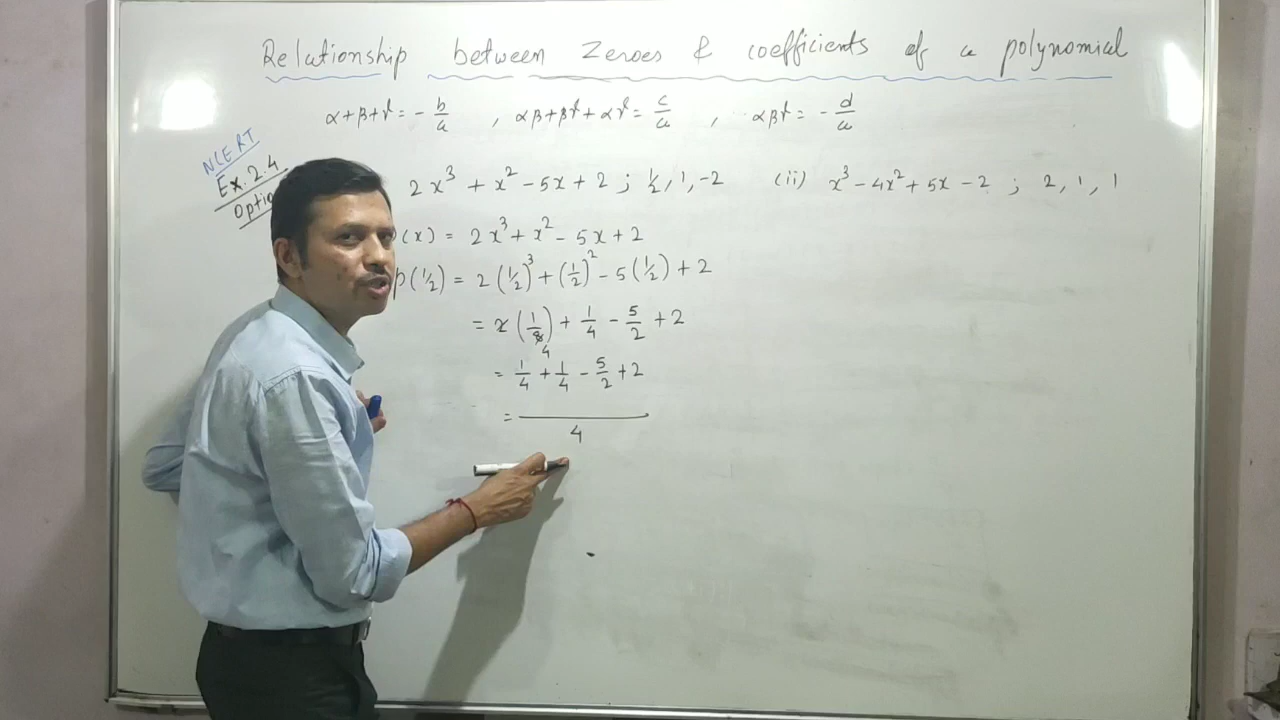 Relationship between Zeroes & coefficients of a polynomial
α+β+γ = - b/a , αβ+βγ+αγ = c/a , αβγ = - d/a
NCERT
Ex. 2.4
2x³ + x² - 5x + 2 ; 1/2, 1, -2 (ii) x³ - 4x² + 5x - 2 ; 2, 1, 1
(x) = 2x³ + x² - 5x + 2
p(1/2) = 2(1/2)³ + (1/2)² - 5(1/2) + 2
= 2(1/8) + 1/4 - 5/2 + 2
4
= 1/4 + 1/4 - 5/2 + 2
= /4